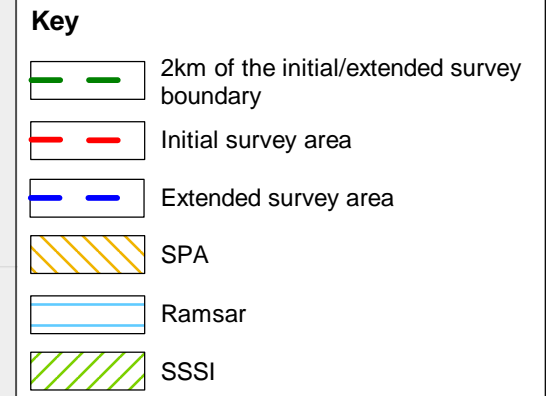 Key
2km of the initial/extended survey
boundary
Initial survey area
Extended survey area
SPA
Ramsar
SSSI